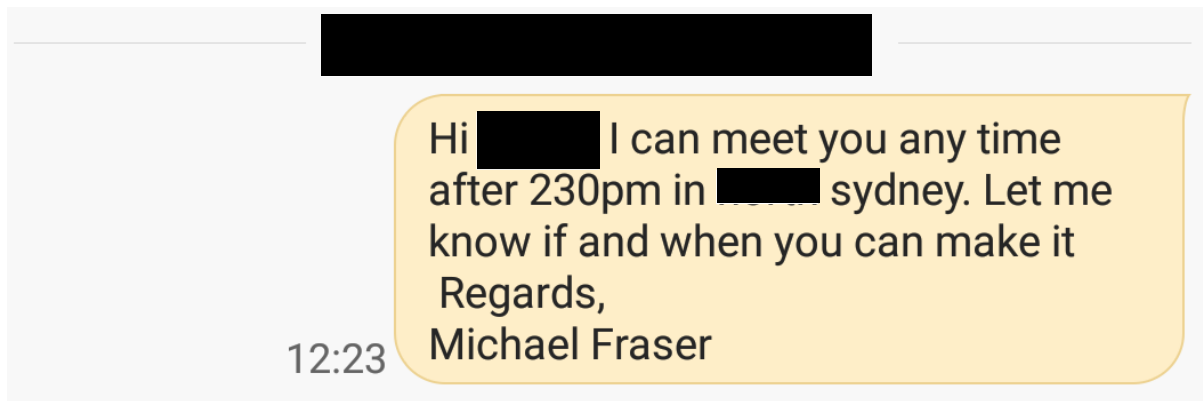 Hi I can meet you any time
after 230pm in sydney. Let me
know if and when you can make it
Regards,
Michael Fraser
12:23